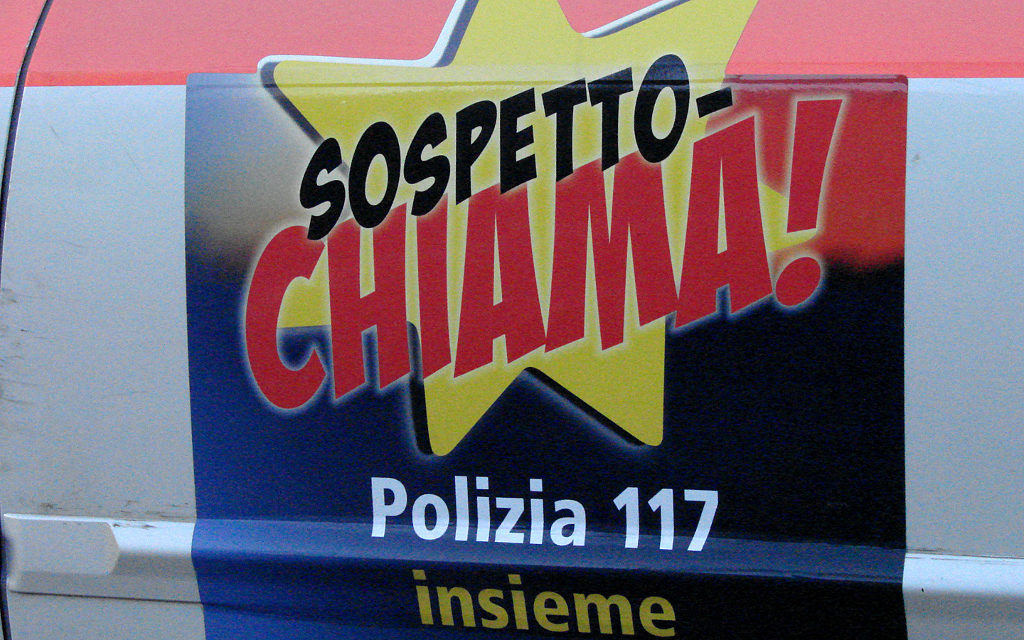 SOSPETTO-
CHIAMA!
Polizia 117
insieme